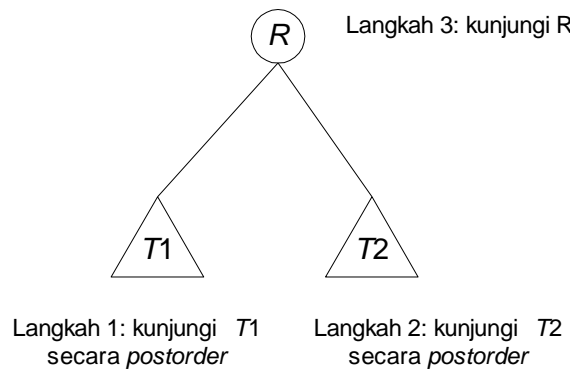 R
Langkah 3: kunjungi R
T1
T2
Langkah 1: kunjungi T1
secara postorder
Langkah 2: kunjungi T2
secara postorder